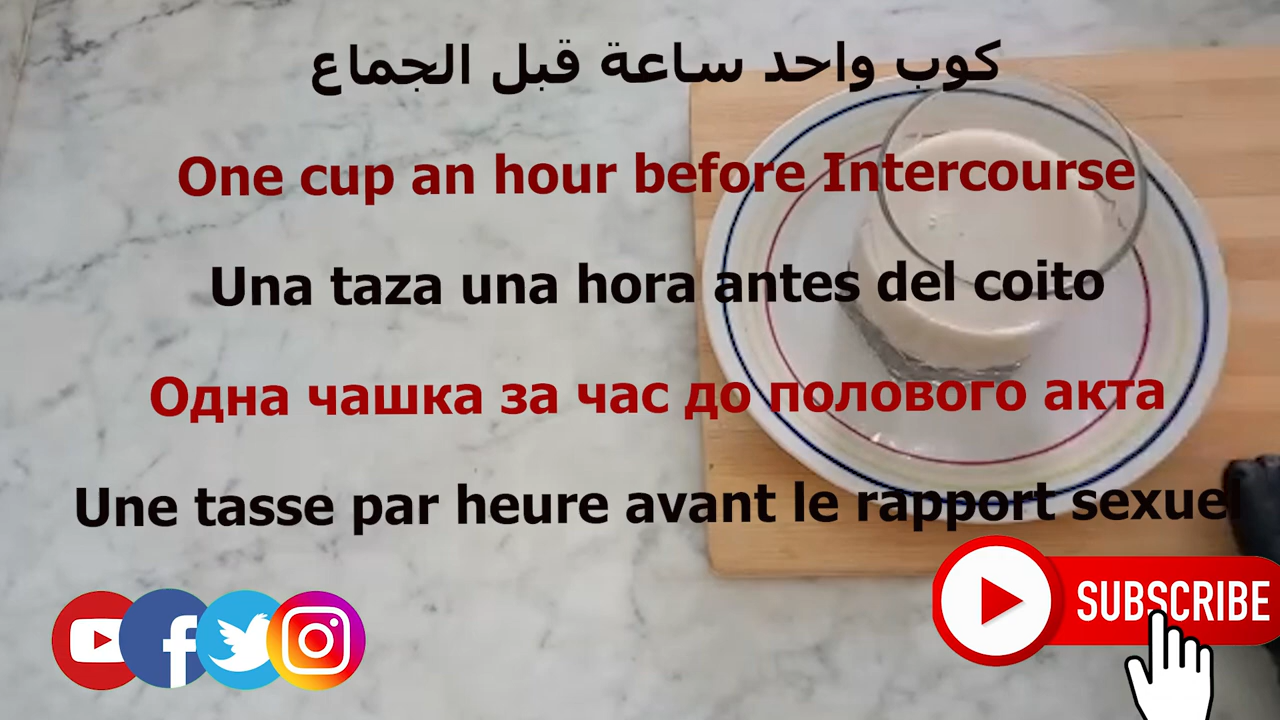 كوب واحد ساعة قبل الجماع
One cup an hour before Intercourse
Una taza una hora antes del coito
Одна чашка за час до полового акта
Une tasse par heure avant le rapport sexuel
SUBSCRIBE